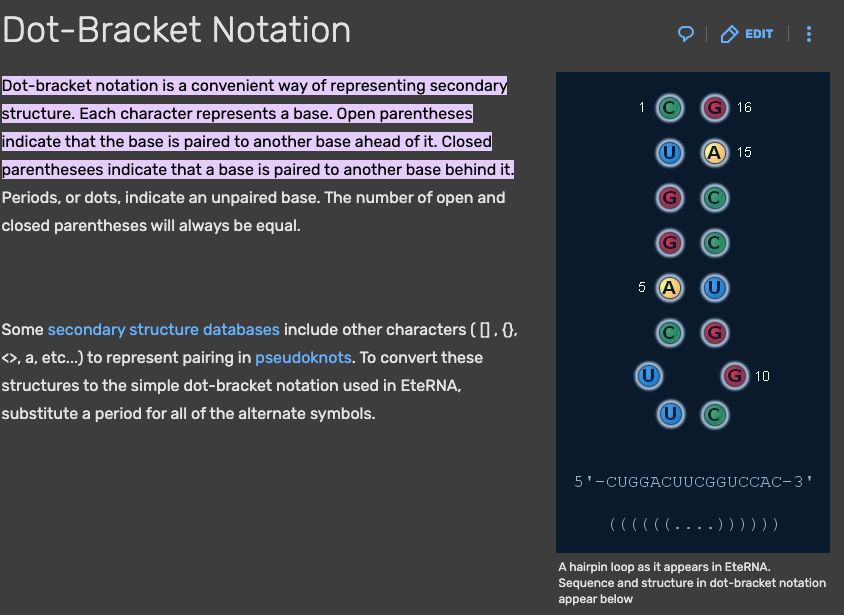 Dot-Bracket Notation
EDIT
Dot-bracket notation is a convenient way of representing secondary
structure. Each character represents a base. Open parentheses
indicate that the base is paired to another base ahead of it. Closed
parenthesees indicate that a base is paired to another base behind it.
Periods, or dots, indicate an unpaired base. The number of open and
closed parentheses will always be equal.
Some secondary structure databases include other characters ( [] , {},
<>, a, etc...) to represent pairing in pseudoknots. To convert these
structures to the simple dot-bracket notation used in EteRNA,
substitute a period for all of the alternate symbols.
1 C G 16
U A 15
G C
G C
5 A U
C G
U G 10
U C
5'-CUGGACUUCGGUCCAC-3'
((((((....))))))
A hairpin loop as it appears in EteRNA.
Sequence and structure in dot-bracket notation
appear below